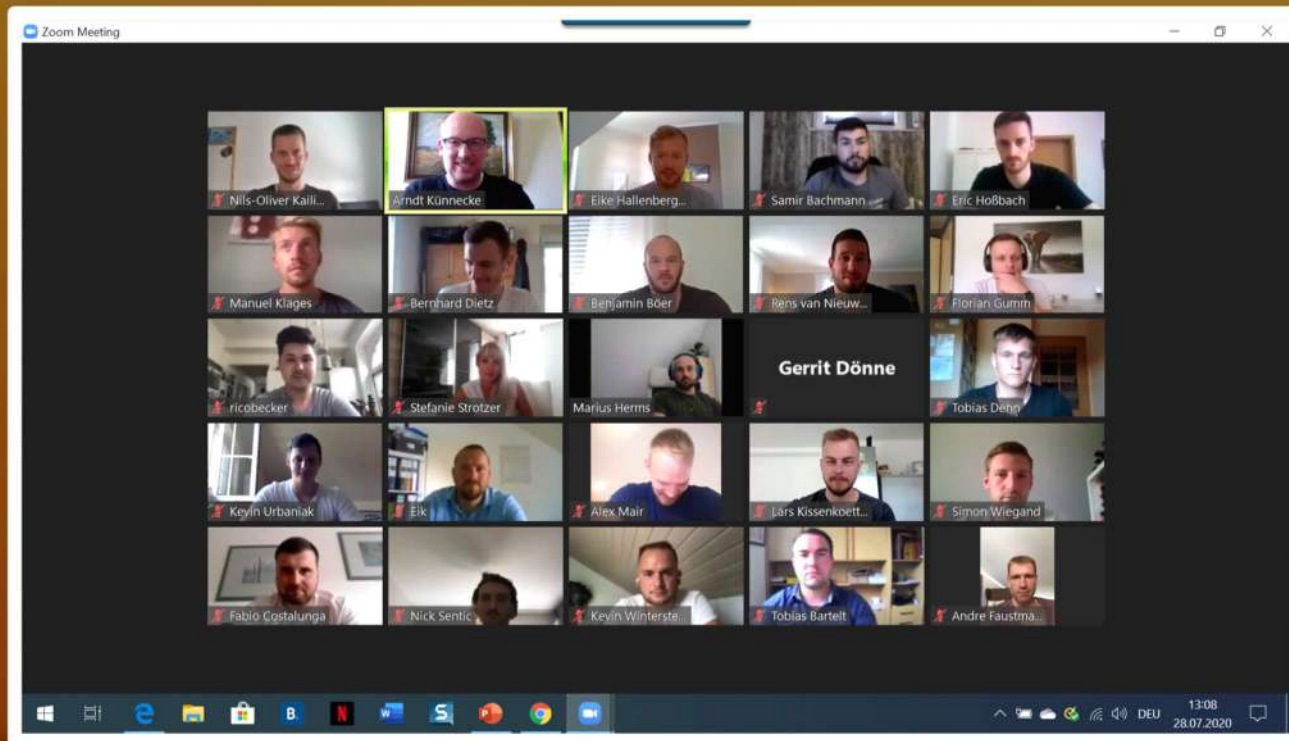 Zoom Meeting
Nils-Oliver Kaili...
Arndt Künnecke
Eike Hallenberg...
Samir Bachmann
Eric Hoßbach
Manuel Klages
Bernhard Dietz
Benjamin Böer
Rens van Nieuw...
Florian Gumm
ricobecker
Stefanie Strotzer
Marius Herms
Gerrit Dönne
Tobias Denn
Kevin Urbaniak
Eik
Alex Mair
Lars Kissenkoett...
Simon Wiegand
Fabio Costalunga
Nick Sentic
Kevin Winterste...
Tobias Bartelt
Andre Faustma...
B.
N
W
S
P
DEU
13:08
28.07.2020